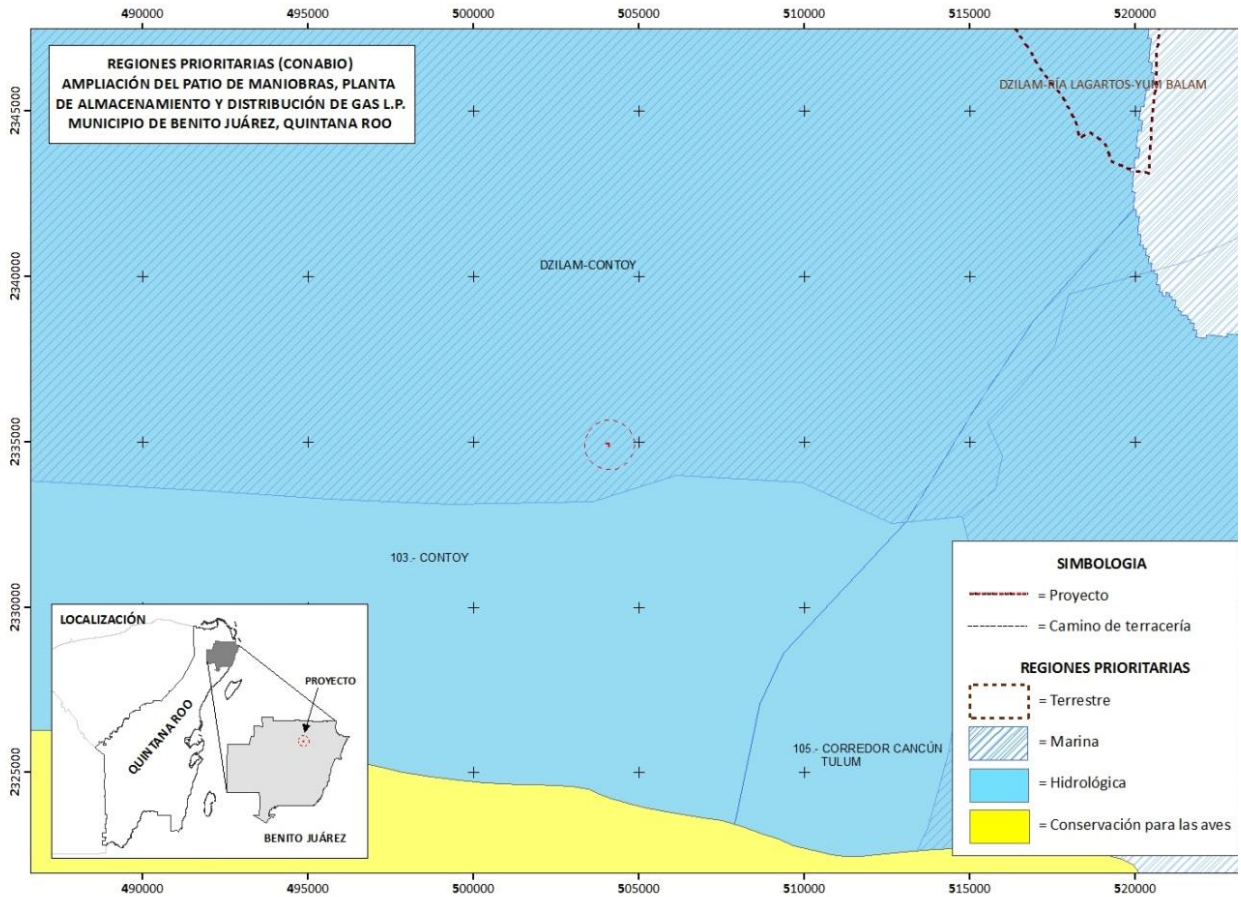 490000 495000 500000 505000 510000 515000 520000
REGIONES PRIORITARIAS (CONABIO)
AMPLIACIÓN DEL PATIO DE MANIOBRAS, PLANTA
DE ALMACENAMIENTO Y DISTRIBUCIÓN DE GAS L.P.
MUNICIPIO DE BENITO JUÁREZ, QUINTANA ROO
DZILAM-RÍA LAGARTOS-YUM BALAM
2345000
2340000
2335000
2330000
2325000
DZILAM-CONTOY
103.- CONTOY
105.- CORREDOR CANCÚN
TULUM
LOCALIZACIÓN
PROYECTO
QUINTANA ROO
BENITO JUÁREZ
SIMBOLOGIA
= Proyecto
= Camino de terracería
REGIONES PRIORITARIAS
= Terrestre
= Marina
= Hidrológica
= Conservación para las aves
490000 495000 500000 505000 510000 515000 520000